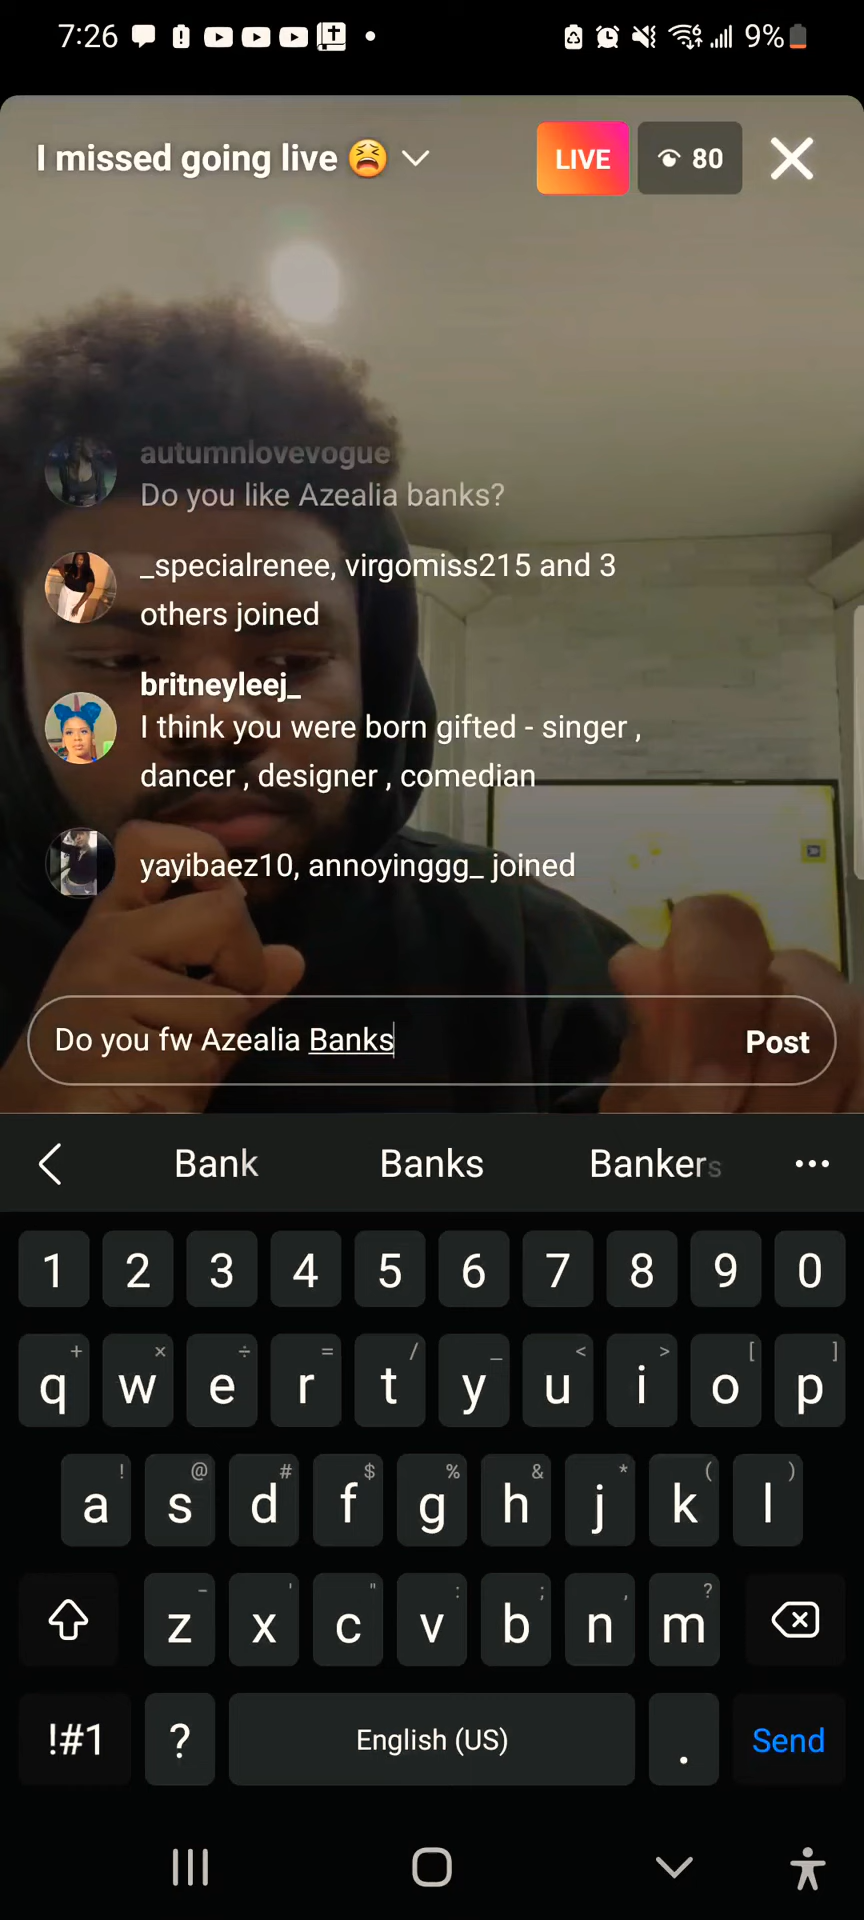 7:26 9%
I missed going live 😫 LIVE 80
autumnlovevogue
Do you like Azealia banks?
_specialrenee, virgomiss215 and 3
others joined
britneyleej_
I think you were born gifted - singer ,
dancer , designer , comedian
yayibaez10, annoyinggg_ joined
Do you fw Azealia Banks Post
Bank Banks Bankers ...
1 2 3 4 5 6 7 8 9 0
+ × ÷ = / _ < > [ ]
q w e r t y u i o p
! @ # $ % & * ( )
a s d f g h j k l
- ' " : ; , ?
z x c v b n m
!#1 ? English (US) . Send